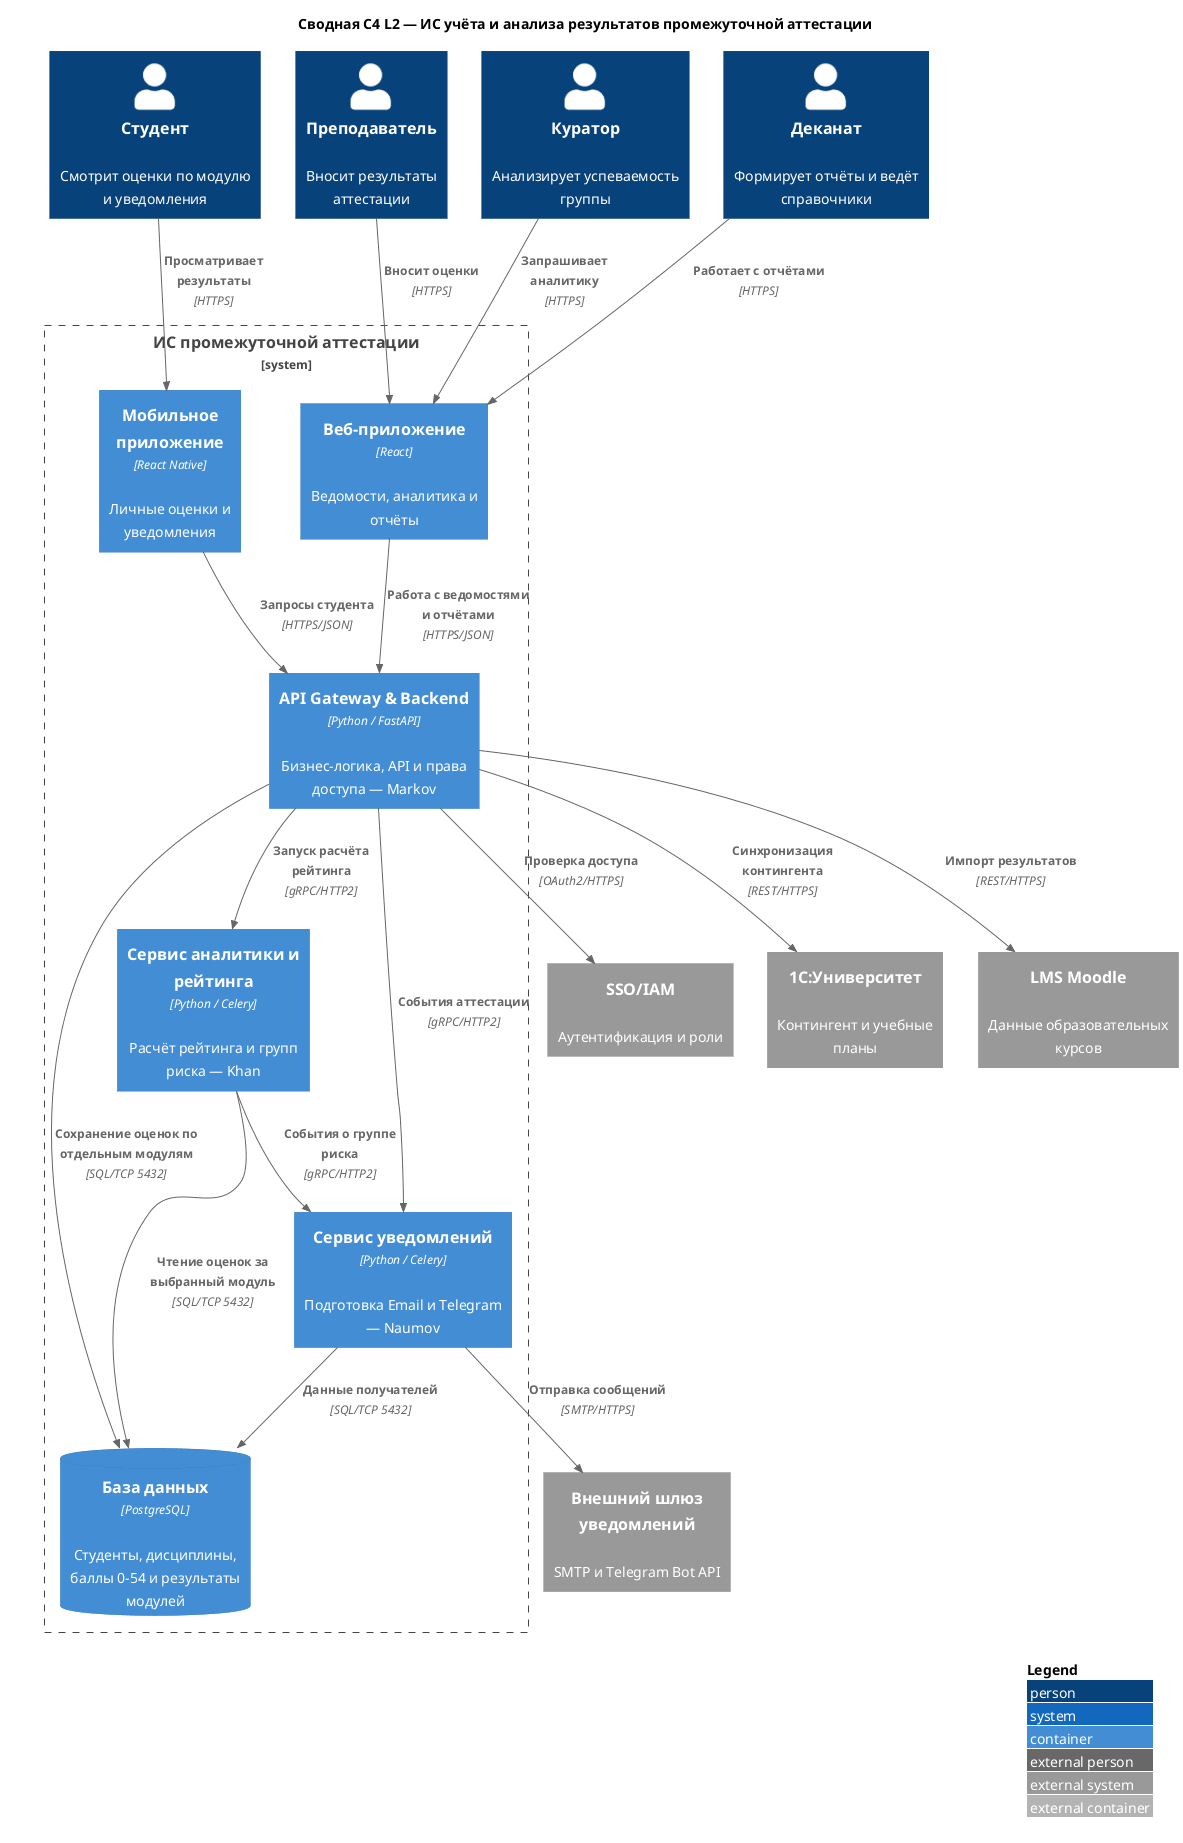 Сводная C4 L2 — ИС учёта и анализа результатов промежуточной аттестации
Студент
Смотрит оценки по модулю
и уведомления
Преподаватель
Вносит результаты
аттестации
Куратор
Анализирует успеваемость
группы
Деканат
Формирует отчёты и ведёт
справочники
Просматривает
результаты
[HTTPS]
Вносит оценки
[HTTPS]
Запрашивает
аналитику
[HTTPS]
Работает с отчётами
[HTTPS]
ИС промежуточной аттестации
[system]
Мобильное
приложение
[React Native]
Личные оценки и
уведомления
Веб-приложение
[React]
Ведомости, аналитика и
отчёты
Запросы студента
[HTTPS/JSON]
Работа с ведомостями
и отчётами
[HTTPS/JSON]
API Gateway & Backend
[Python / FastAPI]
Бизнес-логика, API и права
доступа — Markov
Запуск расчёта
рейтинга
[gRPC/HTTP2]
Проверка доступа
[OAuth2/HTTPS]
Синхронизация
контингента
[REST/HTTPS]
Импорт результатов
[REST/HTTPS]
Сервис аналитики и
рейтинга
[Python / Celery]
Расчёт рейтинга и групп
риска — Khan
События аттестации
[gRPC/HTTP2]
SSO/IAM
Аутентификация и роли
1С:Университет
Контингент и учебные
планы
LMS Moodle
Данные образовательных
курсов
Сохранение оценок по
отдельным модулям
[SQL/TCP 5432]
События о группе
риска
[gRPC/HTTP2]
Чтение оценок за
выбранный модуль
[SQL/TCP 5432]
Сервис уведомлений
[Python / Celery]
Подготовка Email и Telegram
— Naumov
Данные получателей
[SQL/TCP 5432]
Отправка сообщений
[SMTP/HTTPS]
База данных
[PostgreSQL]
Студенты, дисциплины,
баллы 0-54 и результаты
модулей
Внешний шлюз
уведомлений
SMTP и Telegram Bot API
Legend
person
system
container
external person
external system
external container